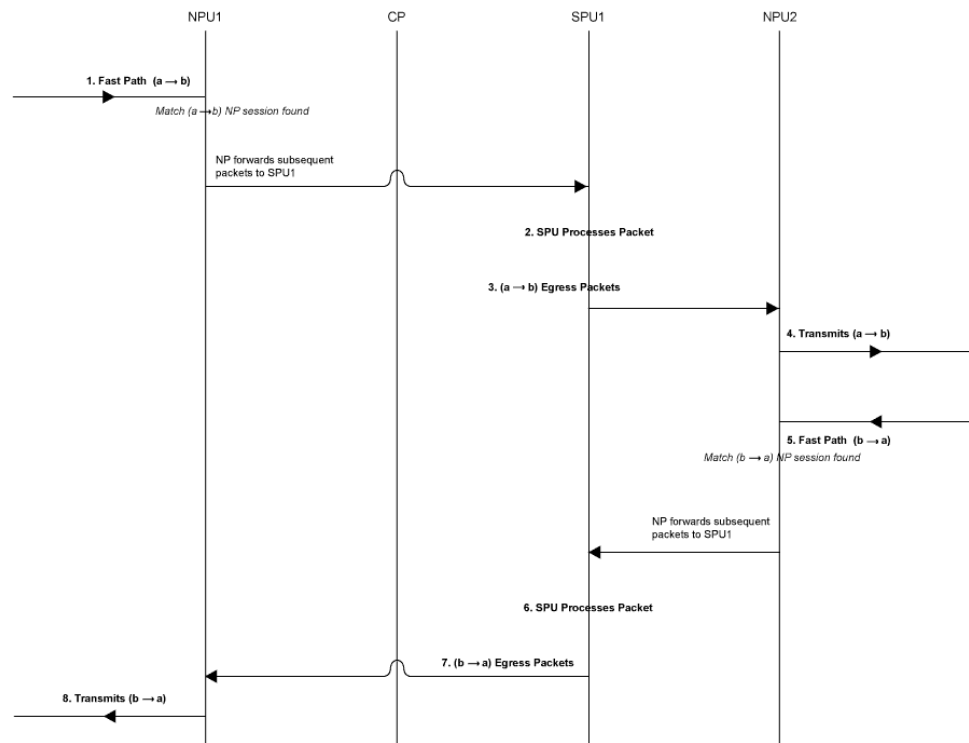 NPU1
CP
SPU1
NPU2
1. Fast Path (a → b)
Match (a → b) NP session found
NP forwards subsequent
packets to SPU1
2. SPU Processes Packet
3. (a → b) Egress Packets
4. Transmits (a → b)
5. Fast Path (b → a)
Match (b → a) NP session found
NP forwards subsequent
packets to SPU1
6. SPU Processes Packet
7. (b → a) Egress Packets
8. Transmits (b → a)